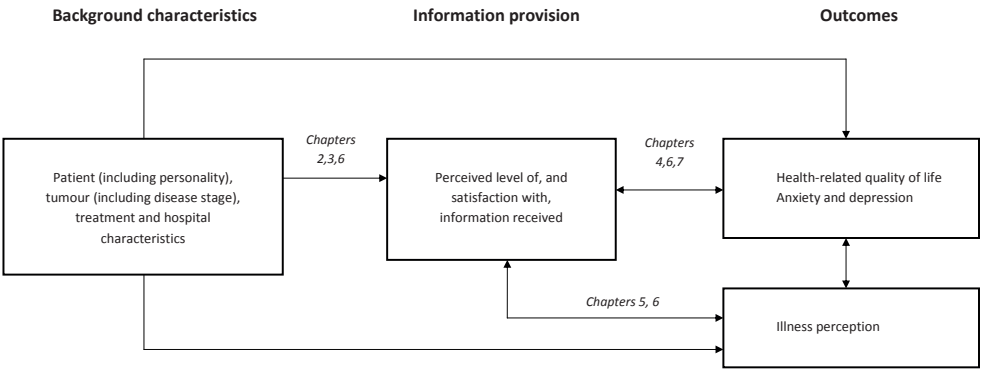 Background characteristics
Information provision
Outcomes
Chapters
2,3,6
Chapters
4,6,7
Patient (including personality),
tumour (including disease stage),
treatment and hospital
characteristics
Perceived level of, and
satisfaction with,
information received
Health-related quality of life
Anxiety and depression
Chapters 5, 6
Illness perception